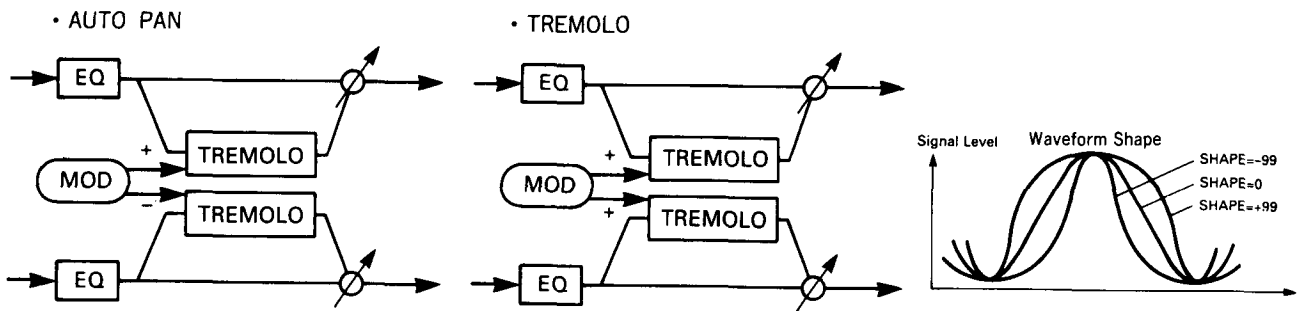 • AUTO PAN
EQ
TREMOLO
+
MOD
−
TREMOLO
EQ
• TREMOLO
EQ
TREMOLO
+
MOD
+
TREMOLO
EQ
Signal Level
Waveform Shape
SHAPE=-99
SHAPE=0
SHAPE=+99